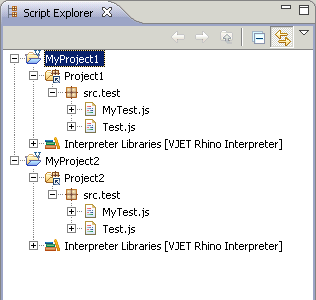 Script Explorer
MyProject1
Project1
src.test
MyTest.js
Test.js
Interpreter Libraries [VJET Rhino Interpreter]
MyProject2
Project2
src.test
MyTest.js
Test.js
Interpreter Libraries [VJET Rhino Interpreter]